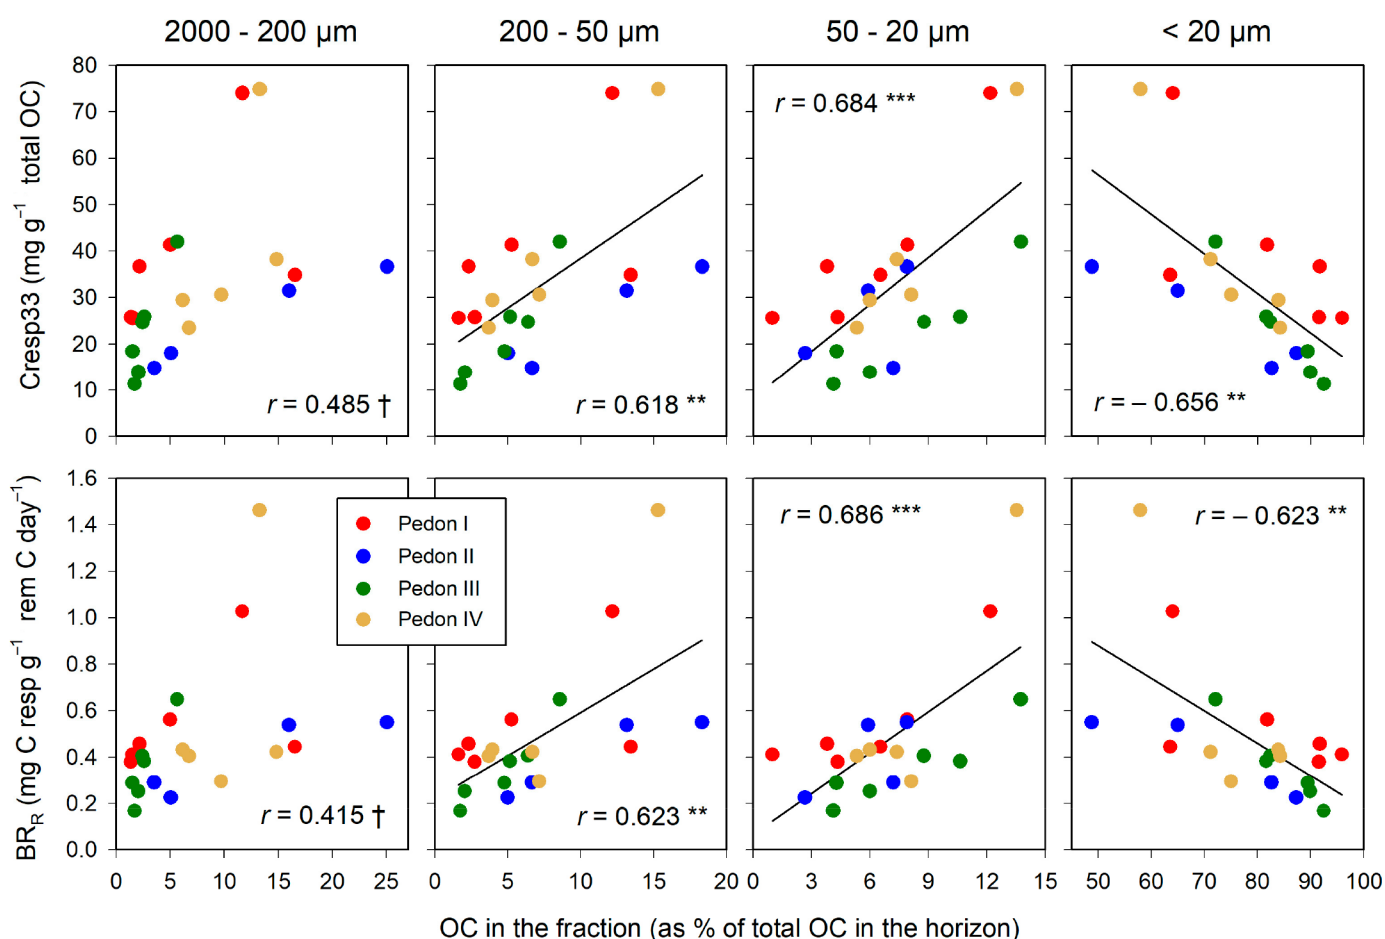 2000 - 200 µm 200 - 50 µm 50 - 20 µm < 20 µm
Cresp33 (mg g⁻¹ total OC)
80
70
60
50
40
30
20
10
0
r = 0.485 †
r = 0.618 **
r = 0.684 ***
r = – 0.656 **
BR_R (mg C resp g⁻¹ rem C day⁻¹)
1.6
1.4
1.2
1.0
0.8
0.6
0.4
0.2
0.0
Pedon I
Pedon II
Pedon III
Pedon IV
r = 0.415 †
r = 0.623 **
r = 0.686 ***
r = – 0.623 **
0 5 10 15 20 25 0 5 10 15 20 0 3 6 9 12 15 50 60 70 80 90 100
OC in the fraction (as % of total OC in the horizon)